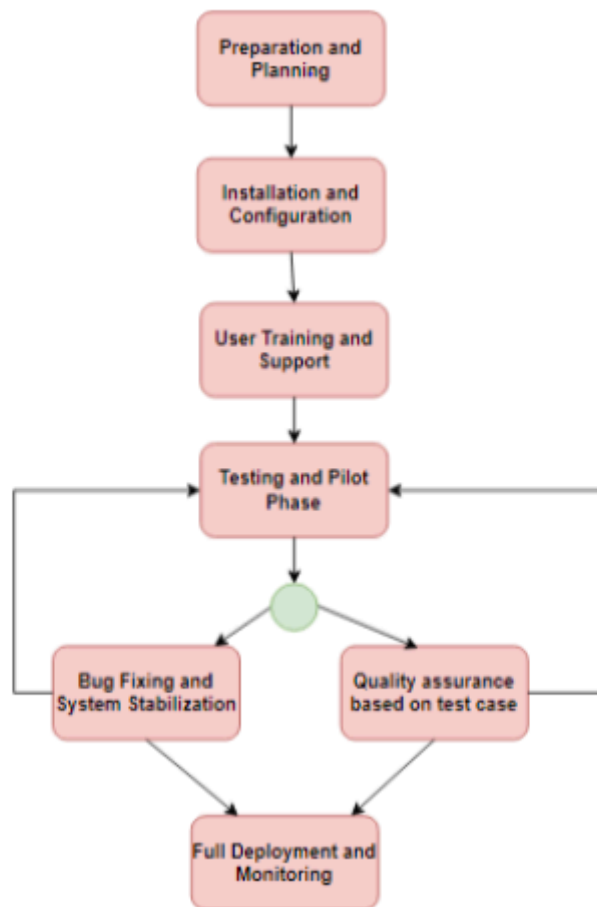 Preparation and
Planning
Installation and
Configuration
User Training and
Support
Testing and Pilot
Phase
Bug Fixing and
System Stabilization
Quality assurance
based on test case
Full Deployment and
Monitoring